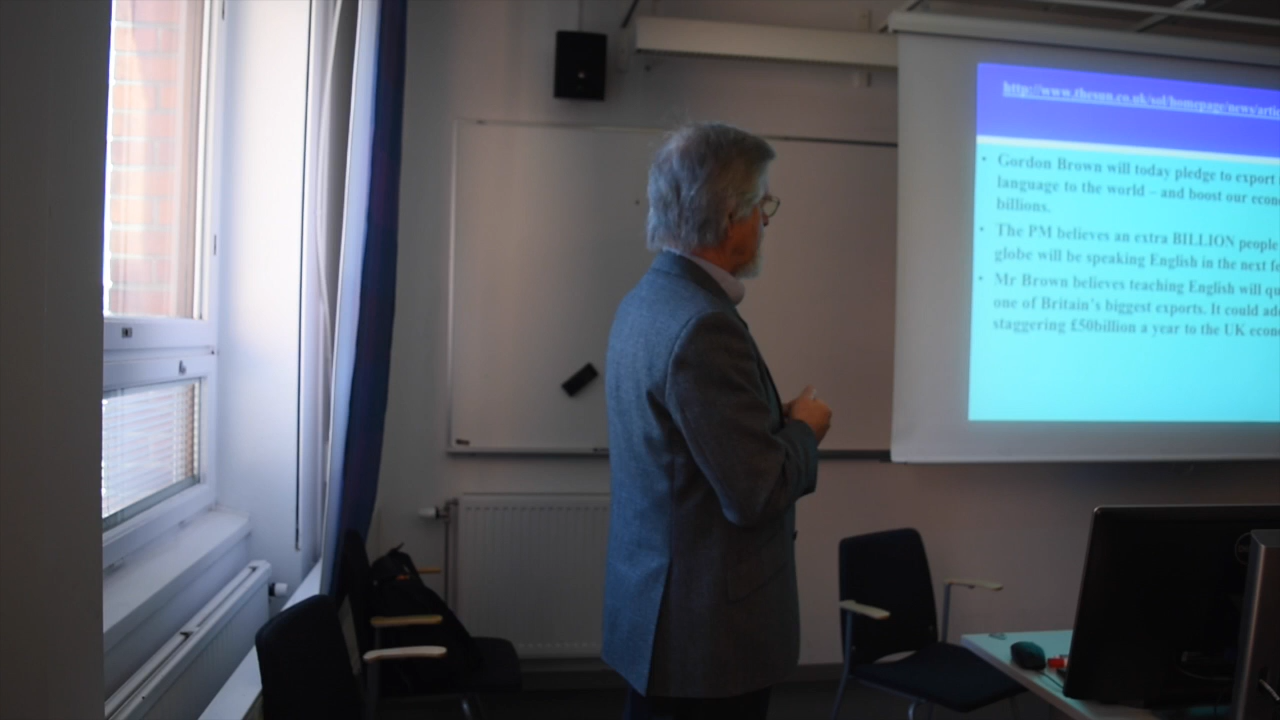 http://www.thesun.co.uk/sol/homepage/news/artic
• Gordon Brown will today pledge to export
language to the world – and boost our econ
billions.
• The PM believes an extra BILLION people
globe will be speaking English in the next f
• Mr Brown believes teaching English will qu
one of Britain's biggest exports. It could ad
staggering £50billion a year to the UK econ